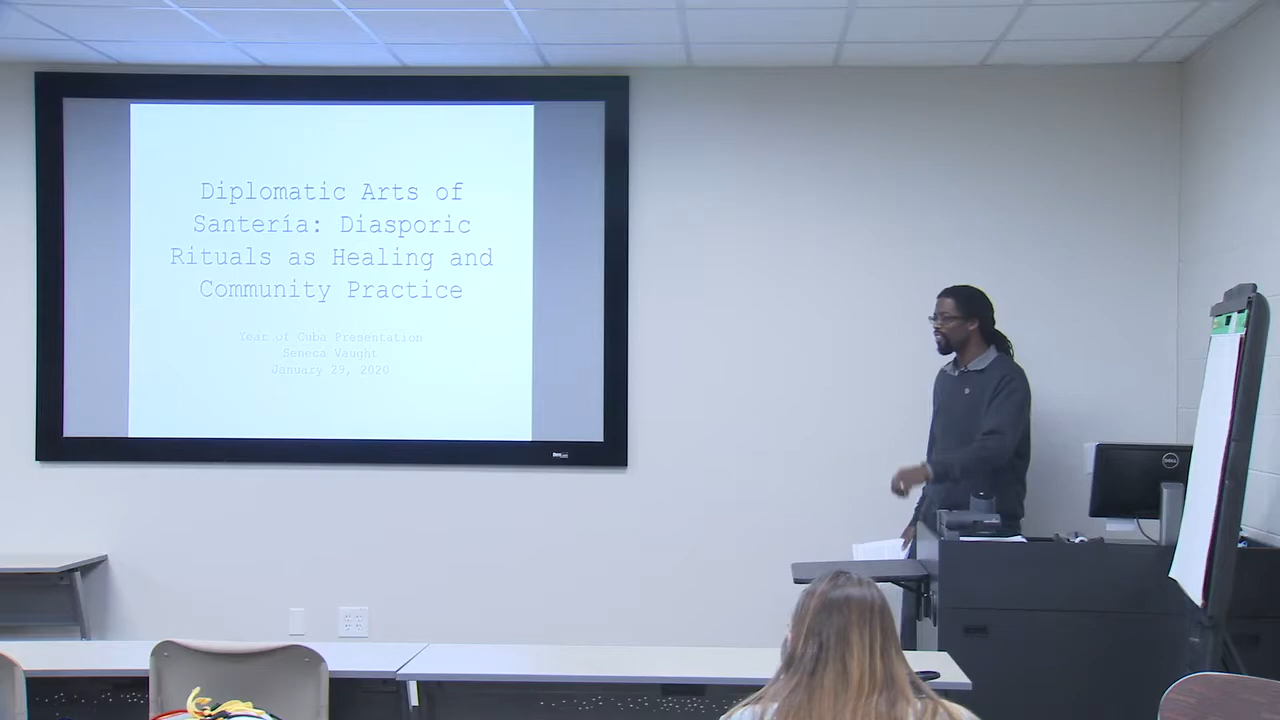 Diplomatic Arts of
Santería: Diasporic
Rituals as Healing and
Community Practice
Year of Cuba Presentation
Seneca Vaught
January 29, 2020
DELL